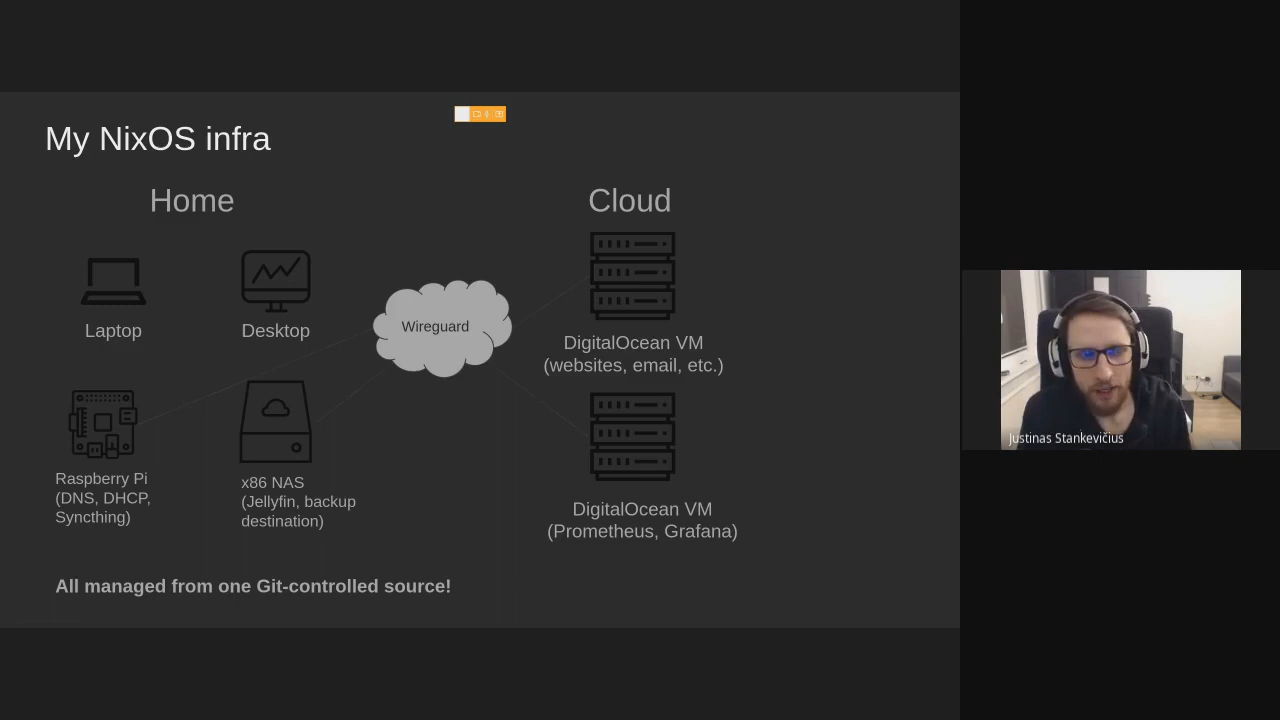 My NixOS infra
Home
Cloud
Laptop
Desktop
Wireguard
DigitalOcean VM
(websites, email, etc.)
Raspberry Pi
(DNS, DHCP,
Syncthing)
x86 NAS
(Jellyfin, backup
destination)
DigitalOcean VM
(Prometheus, Grafana)
All managed from one Git-controlled source!
Justinas Stankevičius